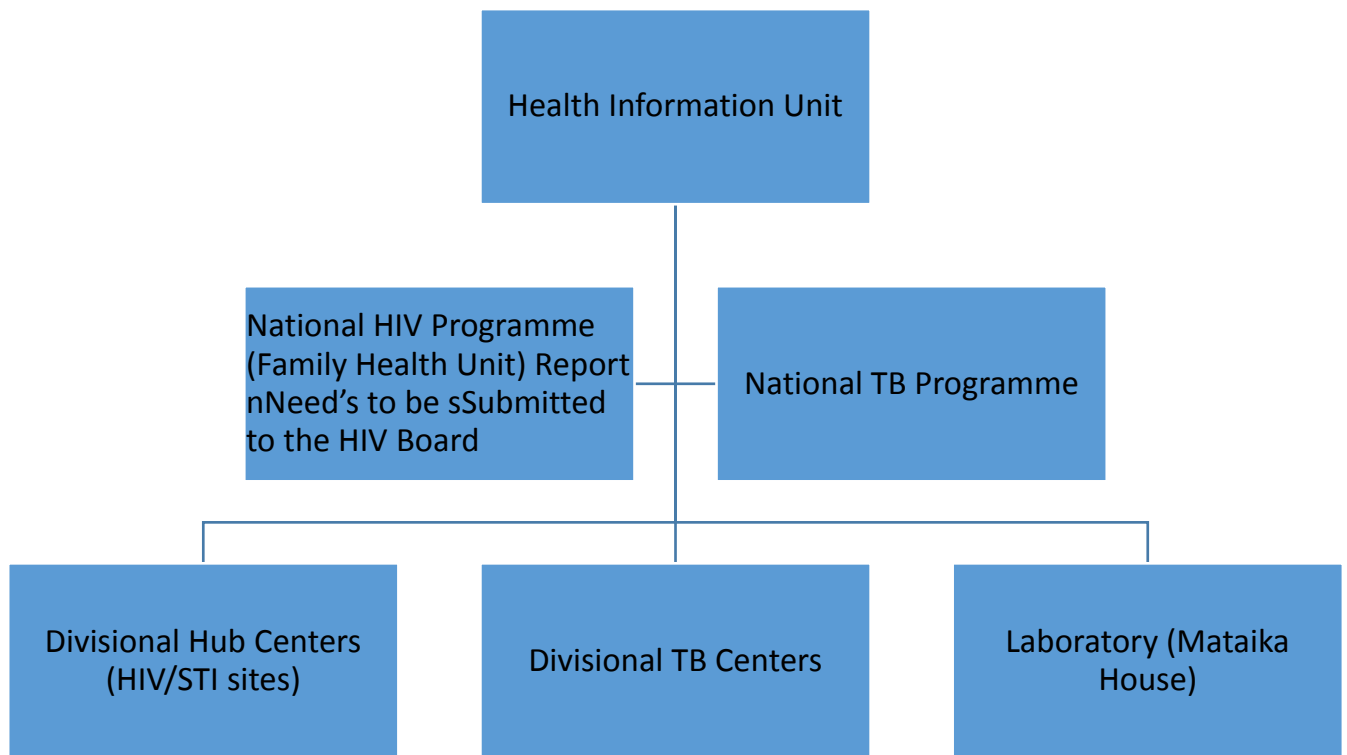 Health Information Unit
National HIV Programme
(Family Health Unit) Report
nNeed’s to be sSubmitted
to the HIV Board
National TB Programme
Divisional Hub Centers
(HIV/STI sites)
Divisional TB Centers
Laboratory (Mataika
House)